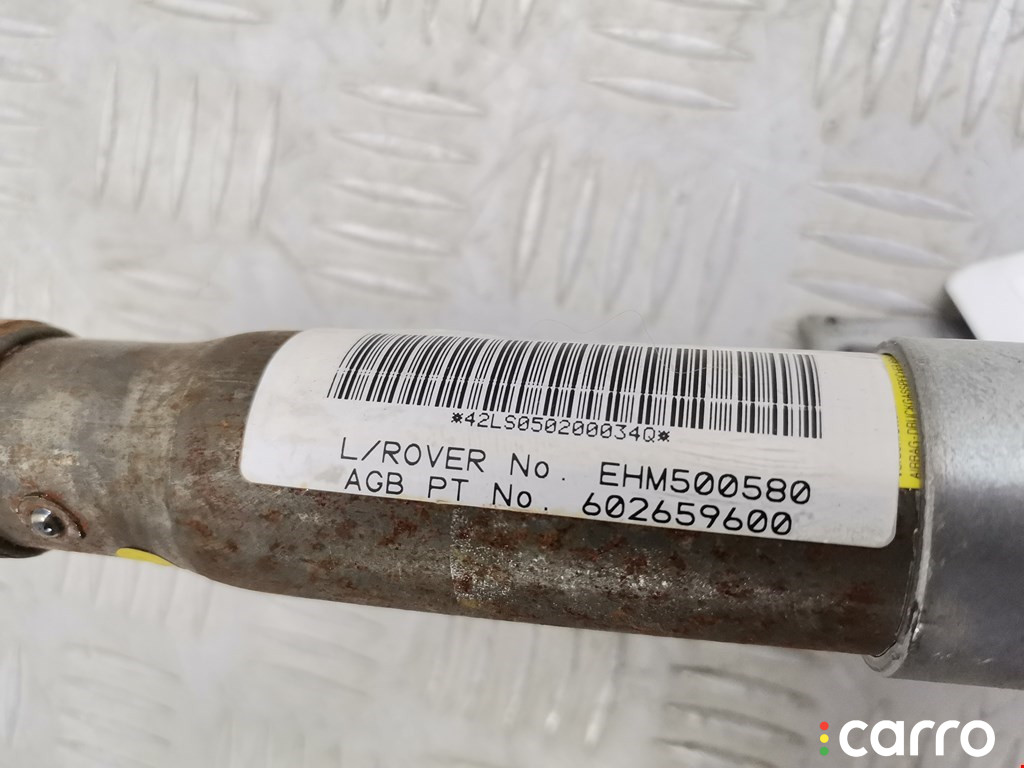 *42LS050200034Q*
L/ROVER No. EHM500580
AGB PT No. 602659600
carro